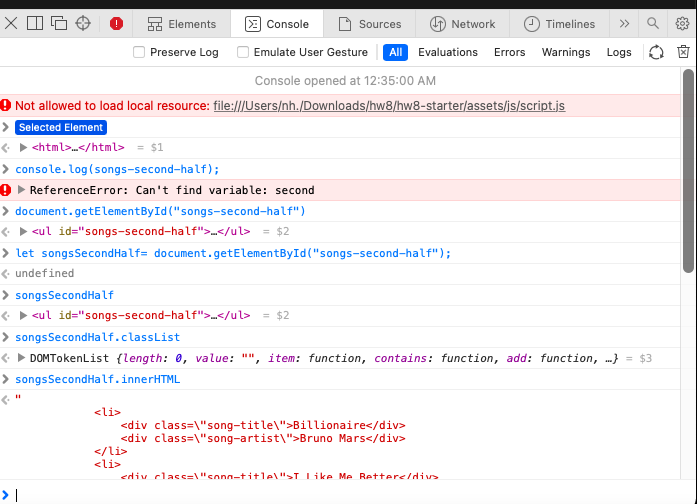 Elements Console Sources Network Timelines
Preserve Log Emulate User Gesture All Evaluations Errors Warnings Logs
Console opened at 12:35:00 AM
Not allowed to load local resource: file:///Users/nh./Downloads/hw8/hw8-starter/assets/js/script.js
Selected Element
<html>…</html> = $1
console.log(songs-second-half);
ReferenceError: Can't find variable: second
document.getElementById("songs-second-half")
<ul id="songs-second-half">…</ul> = $2
let songsSecondHalf= document.getElementById("songs-second-half");
undefined
songsSecondHalf
<ul id="songs-second-half">…</ul> = $2
songsSecondHalf.classList
DOMTokenList {length: 0, value: "", item: function, contains: function, add: function, …} = $3
songsSecondHalf.innerHTML
"
<li>
<div class=\"song-title\">Billionaire</div>
<div class=\"song-artist\">Bruno Mars</div>
</li>
<li>
<div class=\"song-title\">I Like Me Better</div>